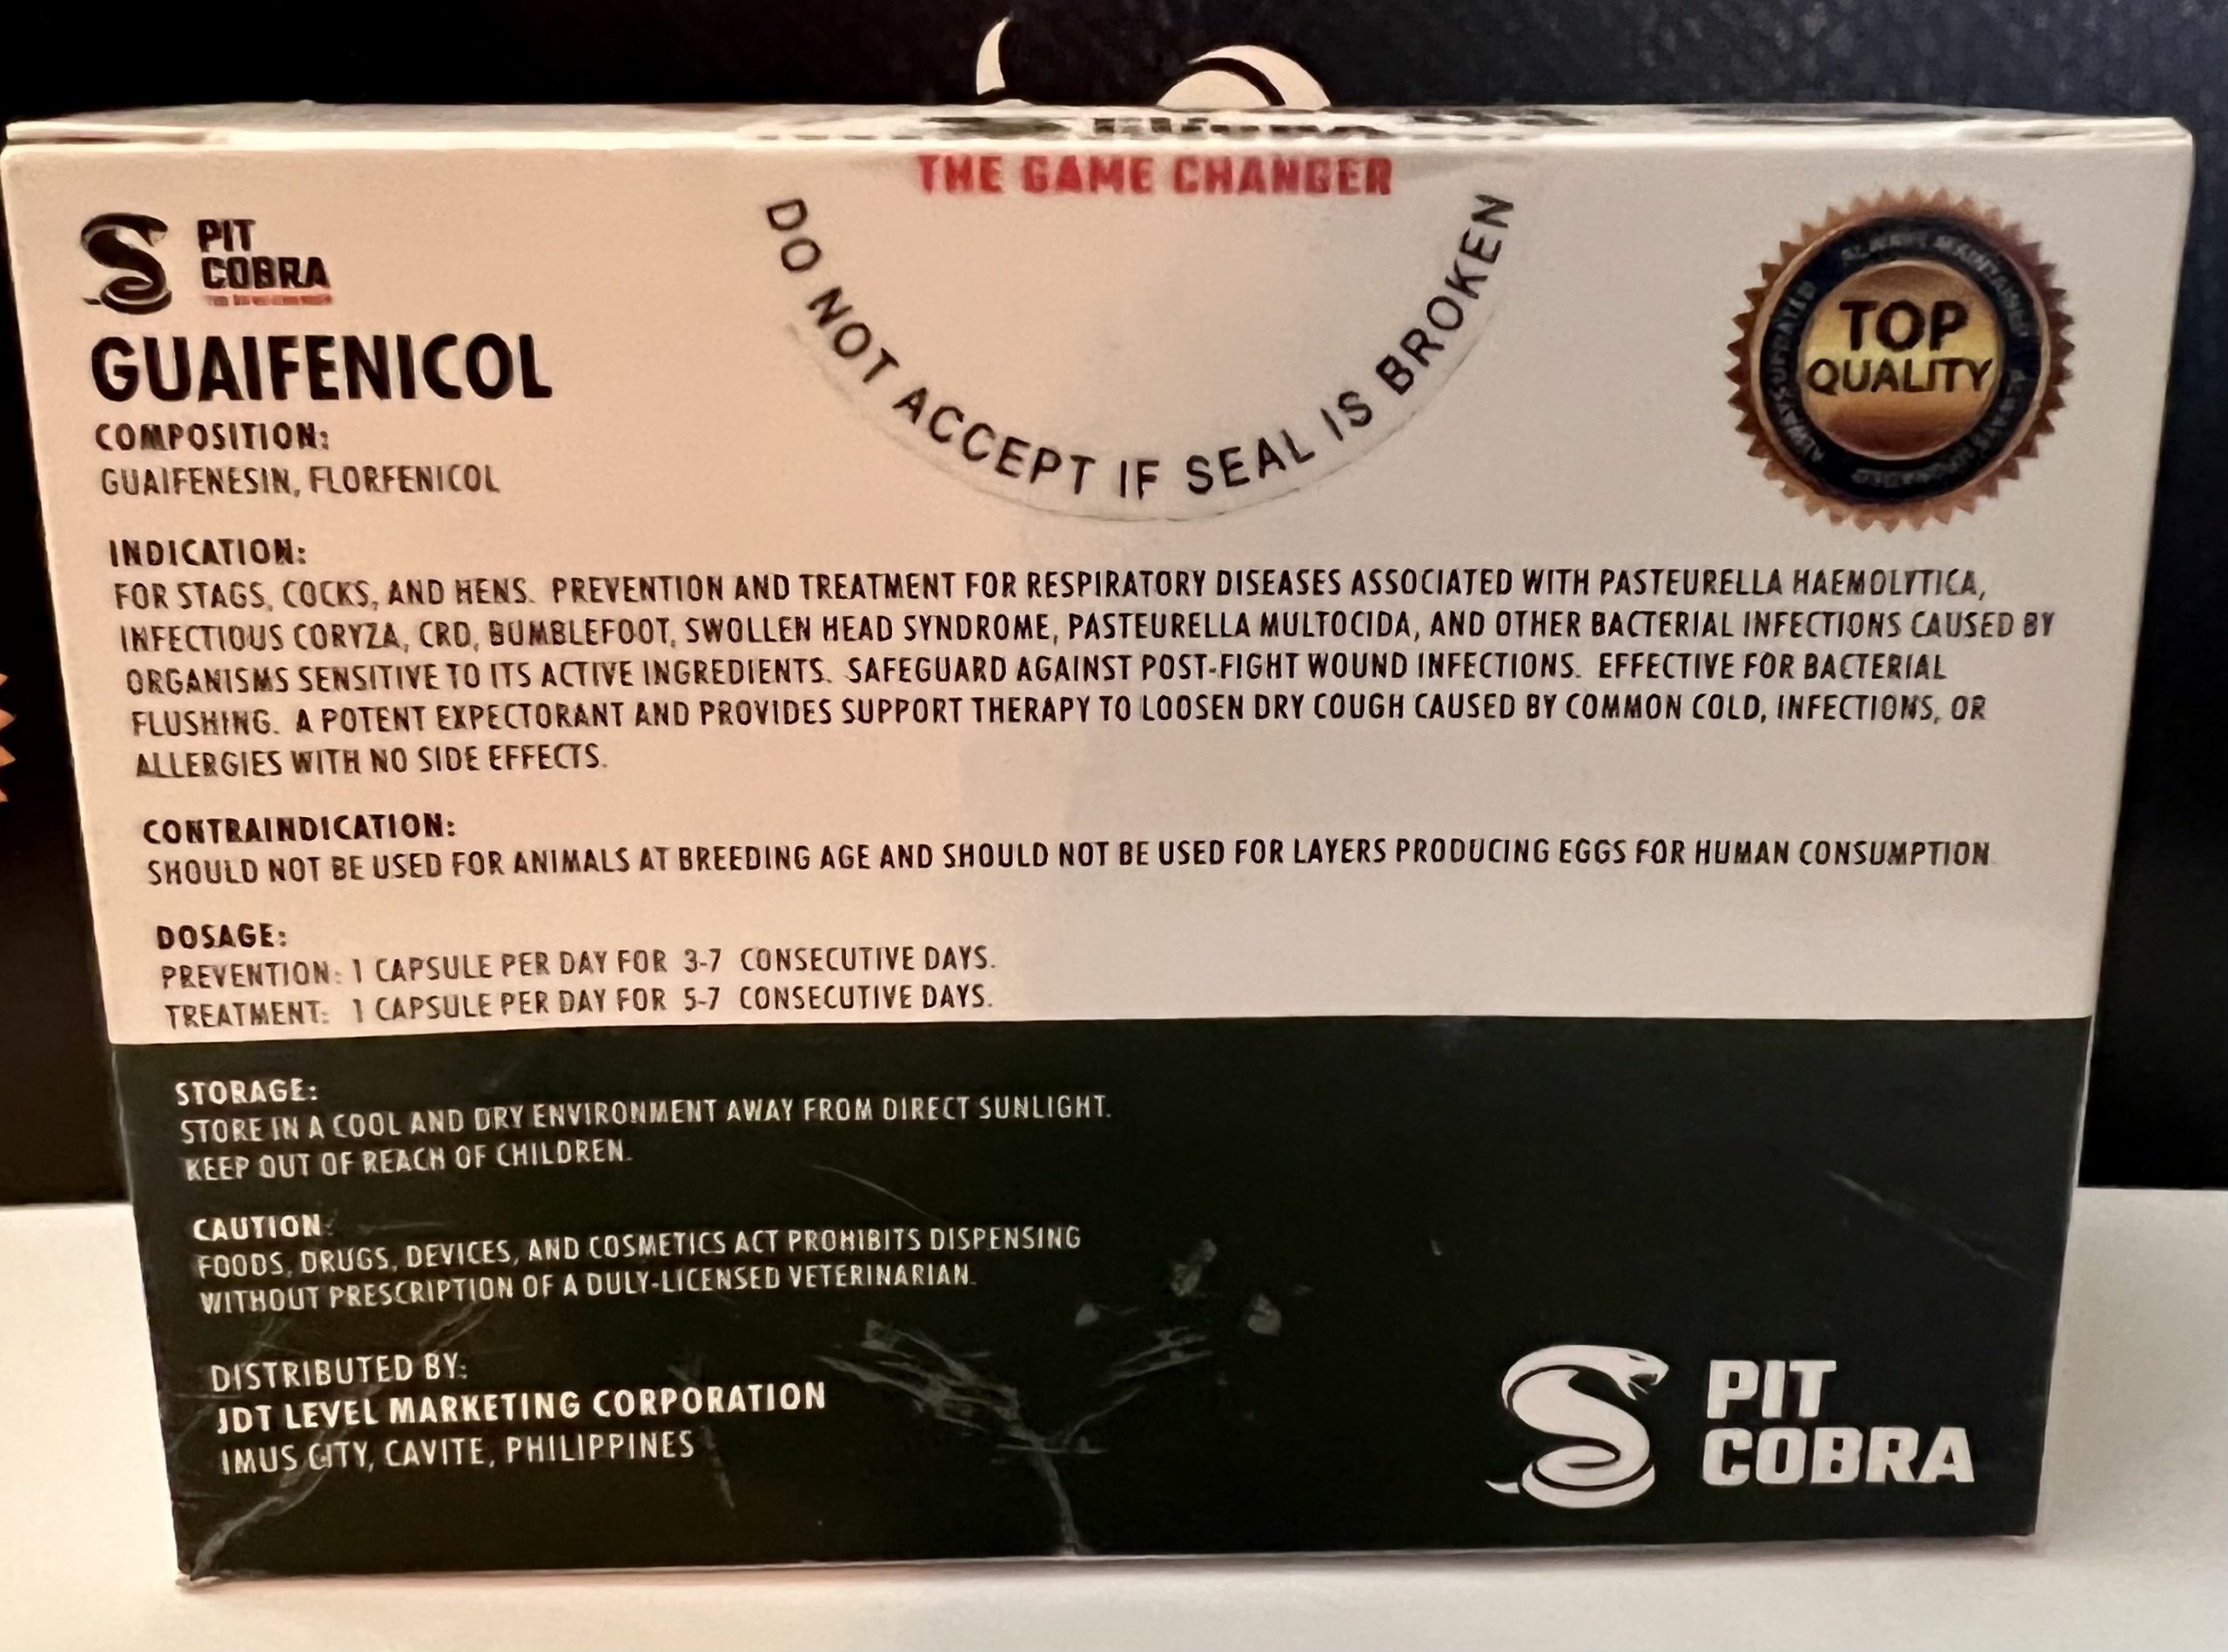 THE GAME CHANGER
DO NOT ACCEPT IF SEAL IS BROKEN
PIT
COBRA
TOP
QUALITY
GUAIFENICOL
COMPOSITION:
GUAIFENESIN, FLORFENICOL
INDICATION:
FOR STAGS, COCKS, AND HENS. PREVENTION AND TREATMENT FOR RESPIRATORY DISEASES ASSOCIATED WITH PASTEURELLA HAEMOLYTICA,
INFECTIOUS CORYZA, CRD, BUMBLEFOOT, SWOLLEN HEAD SYNDROME, PASTEURELLA MULTOCIDA, AND OTHER BACTERIAL INFECTIONS CAUSED BY
ORGANISMS SENSITIVE TO ITS ACTIVE INGREDIENTS. SAFEGUARD AGAINST POST-FIGHT WOUND INFECTIONS. EFFECTIVE FOR BACTERIAL
FLUSHING. A POTENT EXPECTORANT AND PROVIDES SUPPORT THERAPY TO LOOSEN DRY COUGH CAUSED BY COMMON COLD, INFECTIONS, OR
ALLERGIES WITH NO SIDE EFFECTS.
CONTRAINDICATION:
SHOULD NOT BE USED FOR ANIMALS AT BREEDING AGE AND SHOULD NOT BE USED FOR LAYERS PRODUCING EGGS FOR HUMAN CONSUMPTION
DOSAGE:
PREVENTION: 1 CAPSULE PER DAY FOR 3-7 CONSECUTIVE DAYS.
TREATMENT: 1 CAPSULE PER DAY FOR 5-7 CONSECUTIVE DAYS.
STORAGE:
STORE IN A COOL AND DRY ENVIRONMENT AWAY FROM DIRECT SUNLIGHT.
KEEP OUT OF REACH OF CHILDREN.
CAUTION:
FOODS, DRUGS, DEVICES, AND COSMETICS ACT PROHIBITS DISPENSING
WITHOUT PRESCRIPTION OF A DULY-LICENSED VETERINARIAN.
DISTRIBUTED BY:
JDT LEVEL MARKETING CORPORATION
IMUS CITY, CAVITE, PHILIPPINES
PIT
COBRA